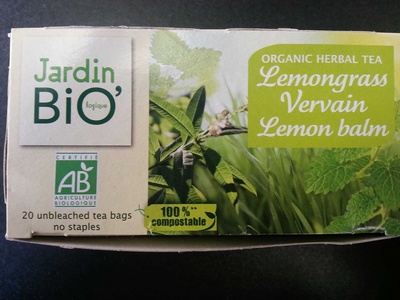 Jardin
BiO'
logique
ORGANIC HERBAL TEA
Lemongrass
Vervain
Lemon balm
CERTIFIÉ
AB
AGRICULTURE
BIOLOGIQUE
20 unbleached tea bags
no staples
100%**
compostable